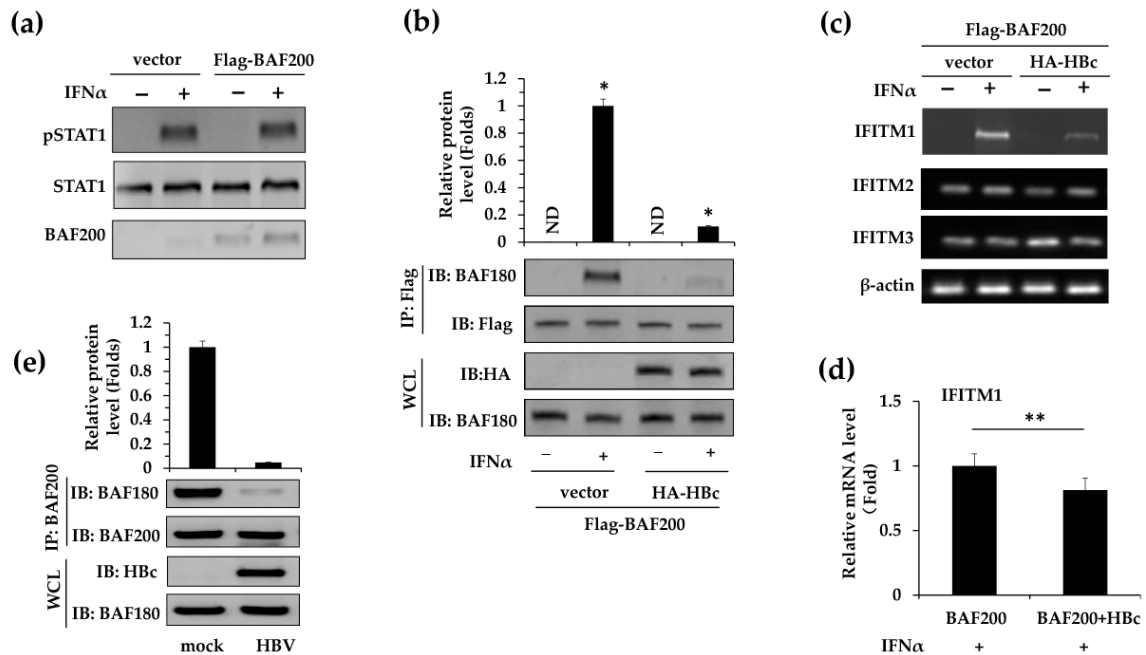 (a)
vector Flag-BAF200
IFNα − + − +
pSTAT1
STAT1
BAF200
(b)
Relative protein
level (Folds)
1.2
1
0.8
0.6
0.4
0.2
0
ND * ND *
IP: Flag
IB: BAF180
IB: Flag
WCL
IB:HA
IB: BAF180
IFNα − + − +
vector HA-HBc
Flag-BAF200
(c)
Flag-BAF200
vector HA-HBc
IFNα − + − +
IFITM1
IFITM2
IFITM3
β-actin
(e)
Relative protein
level (Folds)
1.2
1
0.8
0.6
0.4
0.2
0
IP: BAF200
IB: BAF180
IB: BAF200
WCL
IB: HBc
IB: BAF180
mock HBV
(d)
IFITM1
Relative mRNA level
(Fold)
1.5
1
0.5
0
**
BAF200 BAF200+HBc
IFNα + +